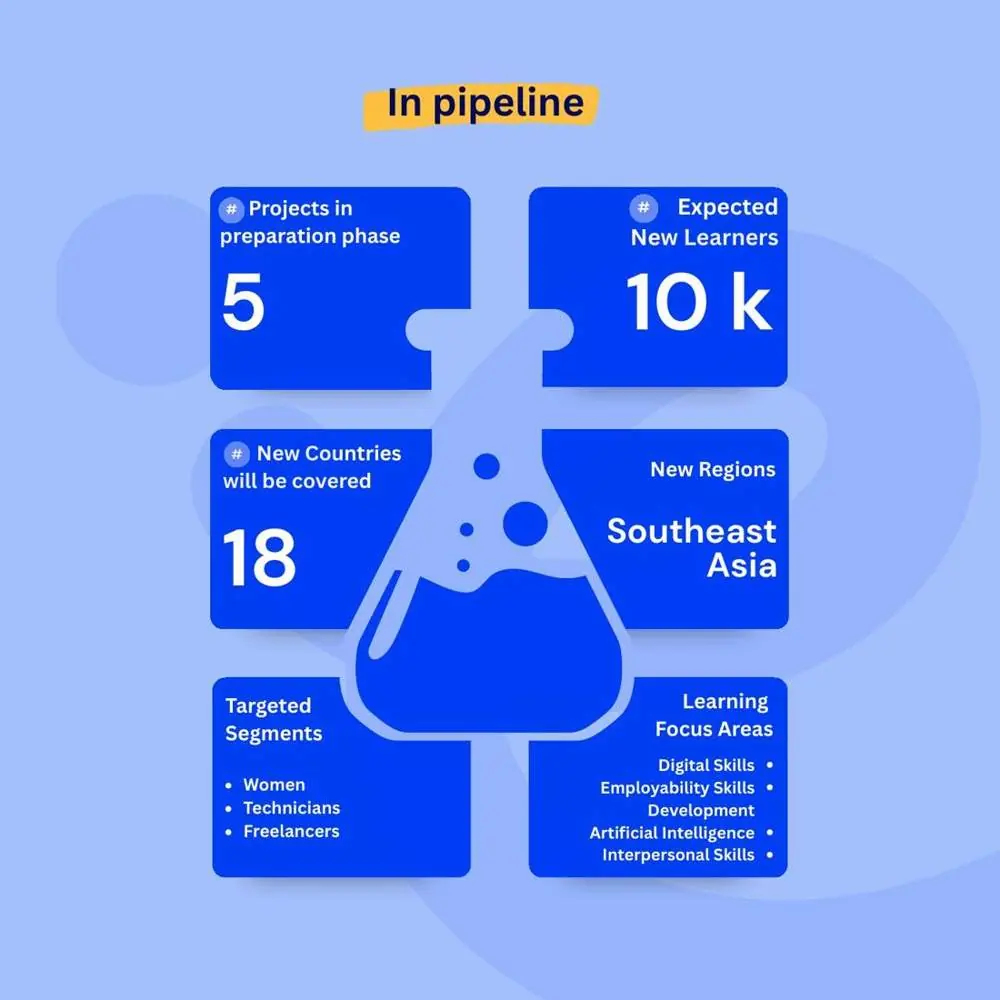 In pipeline
# Projects in
preparation phase
5
# Expected
New Learners
10 k
# New Countries
will be covered
18
New Regions
Southeast
Asia
Targeted
Segments
• Women
• Technicians
• Freelancers
Learning
Focus Areas
Digital Skills •
Employability Skills •
Development
Artificial Intelligence •
Interpersonal Skills •